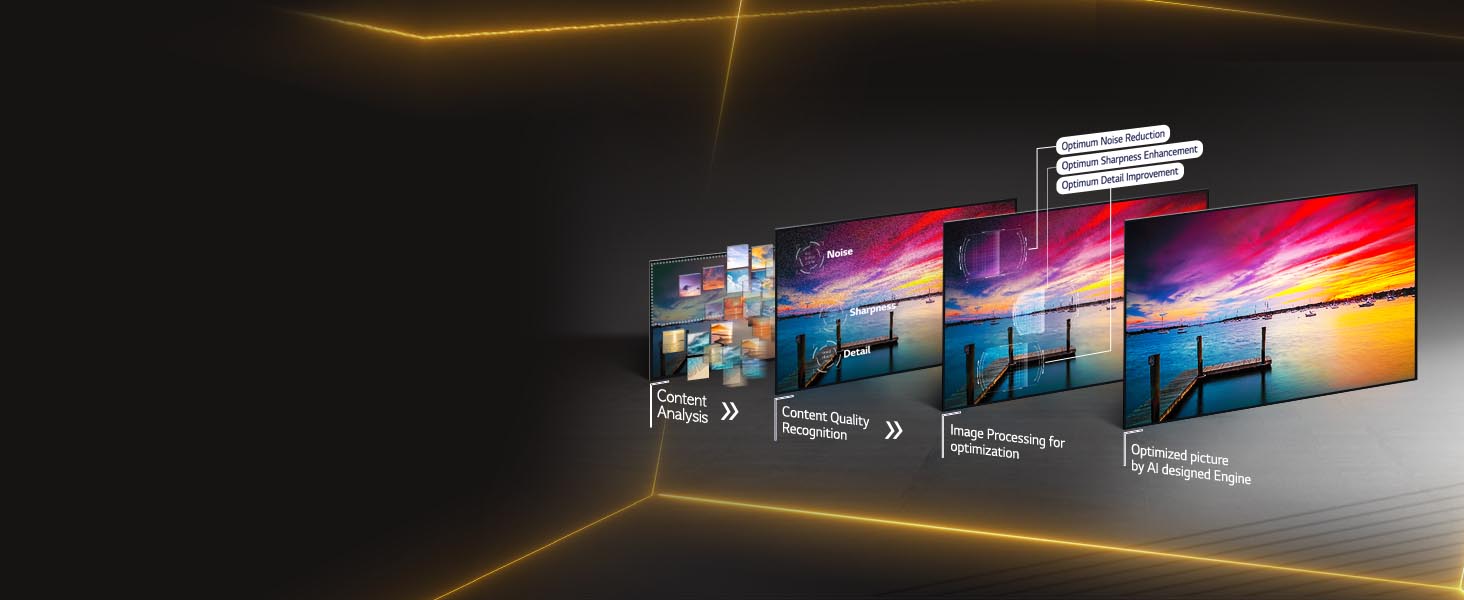 Optimum Noise Reduction
Optimum Sharpness Enhancement
Optimum Detail Improvement
Noise
Sharpness
Detail
Content
Analysis
Content Quality
Recognition
Image Processing for
optimization
Optimized picture
by AI designed Engine